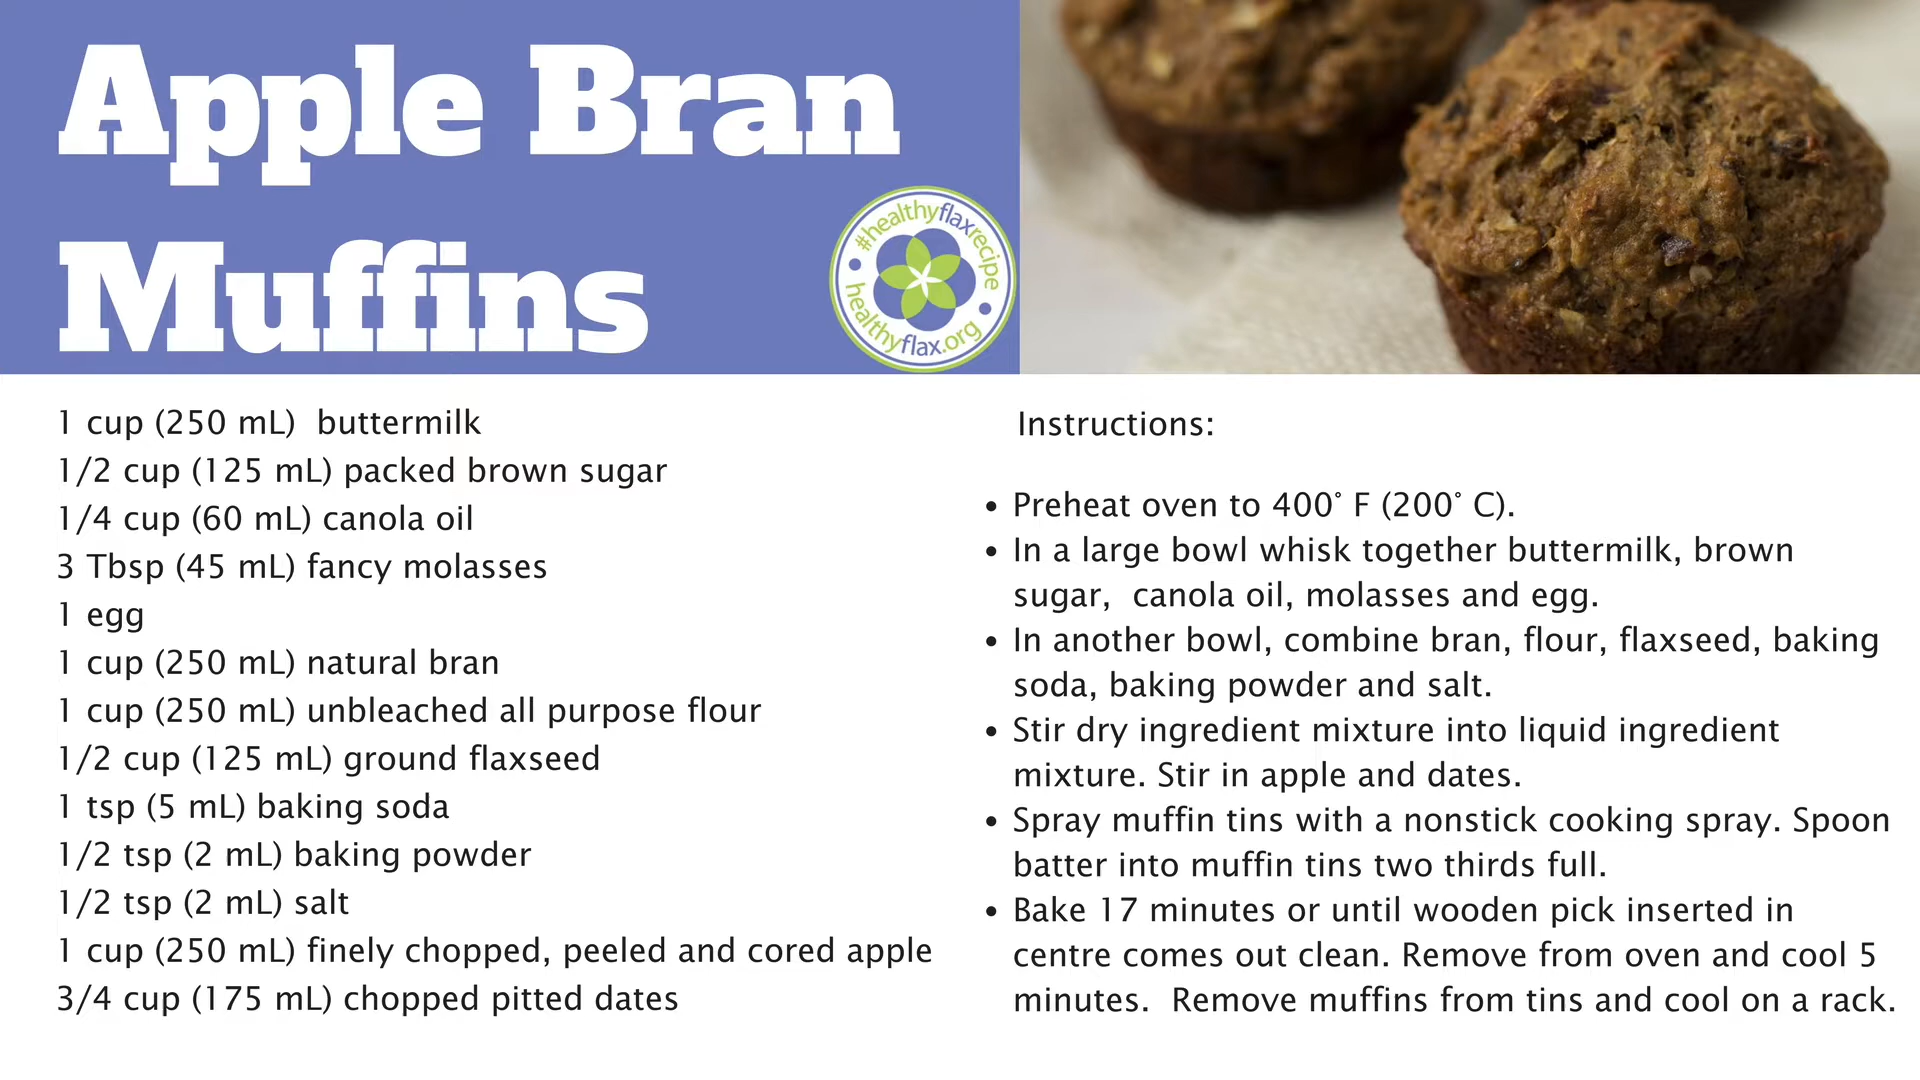 Apple Bran
Muffins
#healthyflaxrecipe
healthyflax.org
1 cup (250 mL)  buttermilk
1/2 cup (125 mL) packed brown sugar
1/4 cup (60 mL) canola oil
3 Tbsp (45 mL) fancy molasses
1 egg
1 cup (250 mL) natural bran
1 cup (250 mL) unbleached all purpose flour
1/2 cup (125 mL) ground flaxseed
1 tsp (5 mL) baking soda
1/2 tsp (2 mL) baking powder
1/2 tsp (2 mL) salt
1 cup (250 mL) finely chopped, peeled and cored apple
3/4 cup (175 mL) chopped pitted dates
Instructions:
• Preheat oven to 400° F (200° C).
• In a large bowl whisk together buttermilk, brown
sugar,  canola oil, molasses and egg.
• In another bowl, combine bran, flour, flaxseed, baking
soda, baking powder and salt.
• Stir dry ingredient mixture into liquid ingredient
mixture. Stir in apple and dates.
• Spray muffin tins with a nonstick cooking spray. Spoon
batter into muffin tins two thirds full.
• Bake 17 minutes or until wooden pick inserted in
centre comes out clean. Remove from oven and cool 5
minutes.  Remove muffins from tins and cool on a rack.